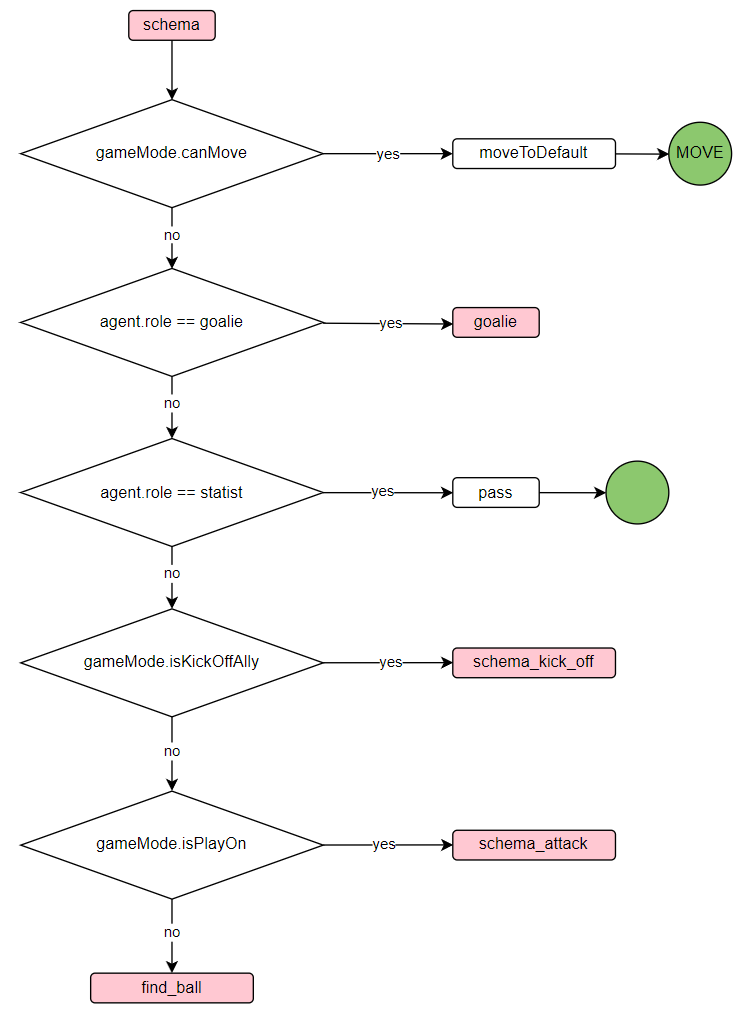 schema
gameMode.canMove
yes
moveToDefault
MOVE
no
agent.role == goalie
yes
goalie
no
agent.role == statist
yes
pass
no
gameMode.isKickOffAlly
yes
schema_kick_off
no
gameMode.isPlayOn
yes
schema_attack
no
find_ball